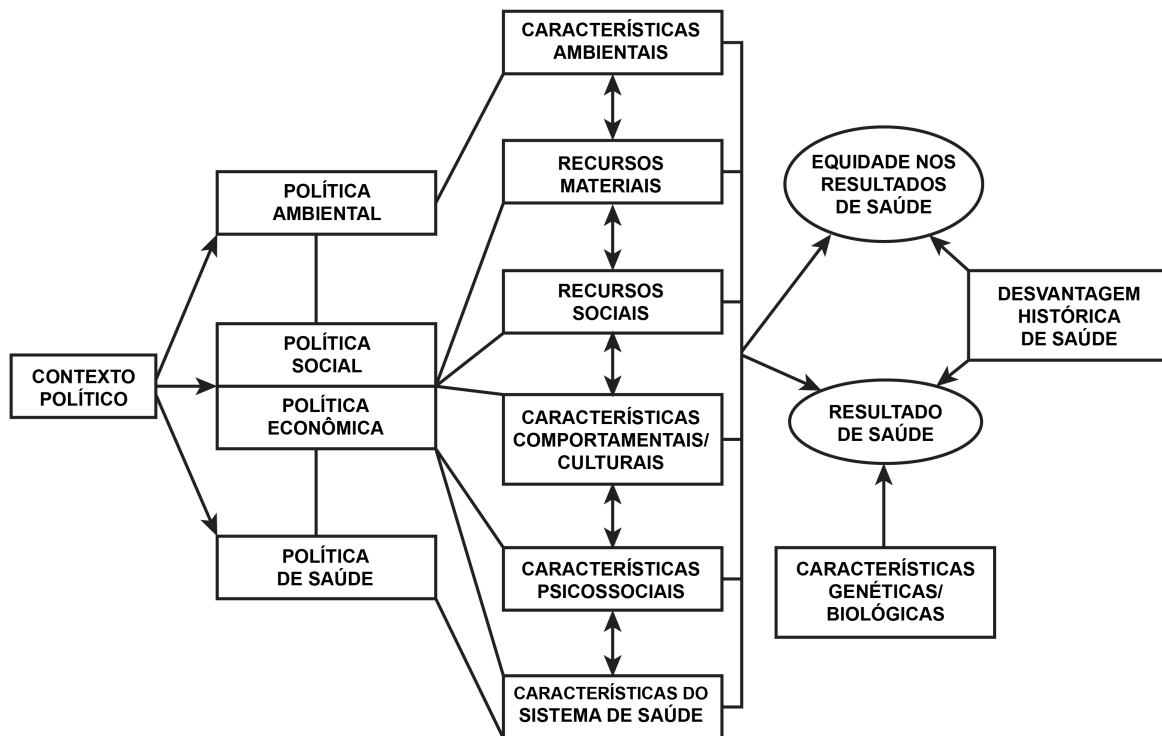 CARACTERÍSTICAS
AMBIENTAIS
RECURSOS
MATERIAIS
EQUIDADE NOS
RESULTADOS
DE SAÚDE
POLÍTICA
AMBIENTAL
RECURSOS
SOCIAIS
DESVANTAGEM
HISTÓRICA
DE SAÚDE
POLÍTICA
SOCIAL
CONTEXTO
POLÍTICO
POLÍTICA
ECONÔMICA
CARACTERÍSTICAS
COMPORTAMENTAIS/
CULTURAIS
RESULTADO
DE SAÚDE
POLÍTICA
DE SAÚDE
CARACTERÍSTICAS
PSICOSSOCIAIS
CARACTERÍSTICAS
GENÉTICAS/
BIOLÓGICAS
CARACTERÍSTICAS DO
SISTEMA DE SAÚDE